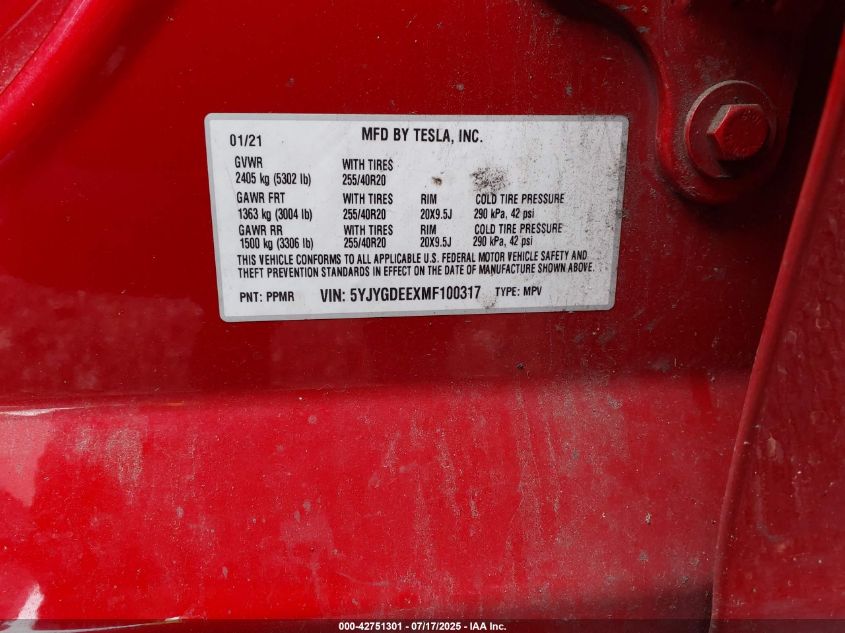 01/21 MFD BY TESLA, INC.
GVWR WITH TIRES
2405 kg (5302 lb) 255/40R20
GAWR FRT WITH TIRES RIM COLD TIRE PRESSURE
1363 kg (3004 lb) 255/40R20 20X9.5J 290 kPa, 42 psi
GAWR RR WITH TIRES RIM COLD TIRE PRESSURE
1500 kg (3306 lb) 255/40R20 20X9.5J 290 kPa, 42 psi
THIS VEHICLE CONFORMS TO ALL APPLICABLE U.S. FEDERAL MOTOR VEHICLE SAFETY AND
THEFT PREVENTION STANDARDS IN EFFECT ON THE DATE OF MANUFACTURE SHOWN ABOVE.
PNT: PPMR VIN: 5YJYGDEEXMF100317 TYPE: MPV
000-42751301 - 07/17/2025 - IAA Inc.